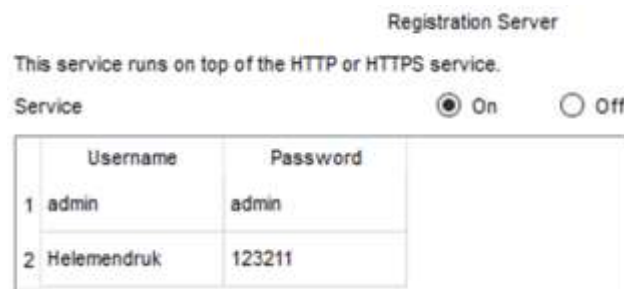 Registration Server
This service runs on top of the HTTP or HTTPS service.
Service On Off
Username Password
1 admin admin
2 Helemendruk 123211